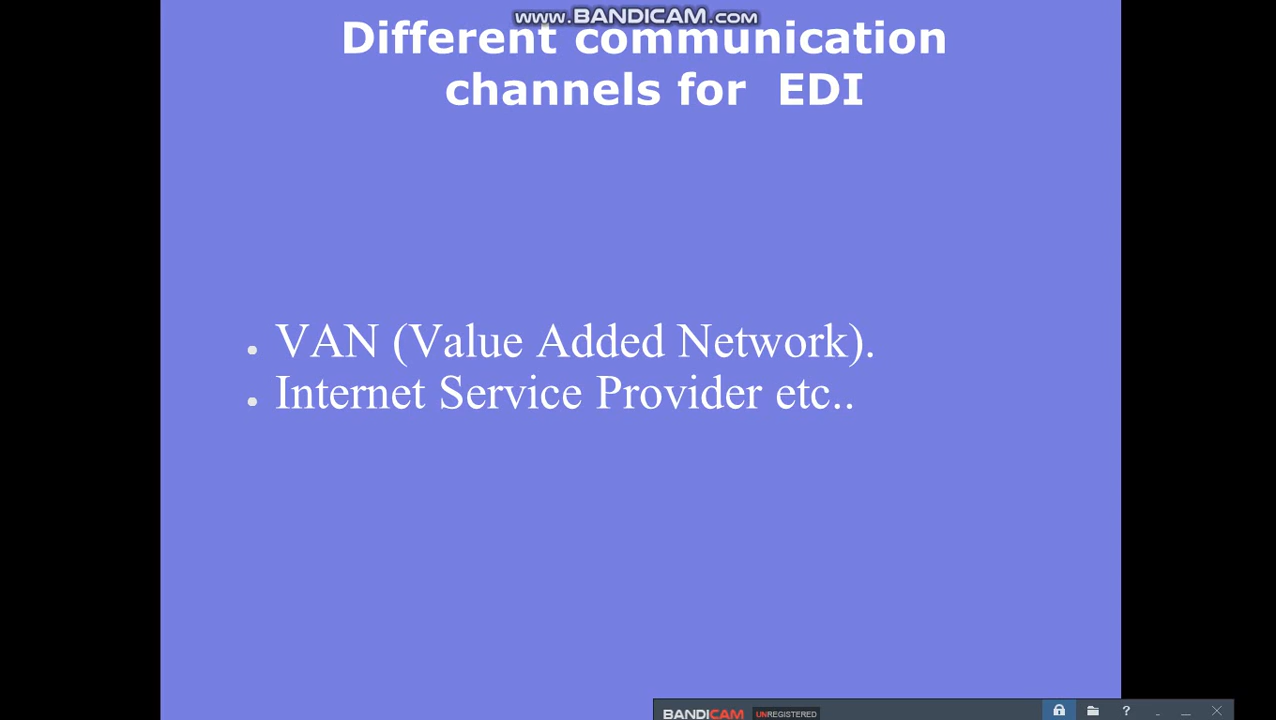 www.BANDICAM.com
Different communication
channels for EDI
• VAN (Value Added Network).
• Internet Service Provider etc..
BANDICAM UNREGISTERED ?